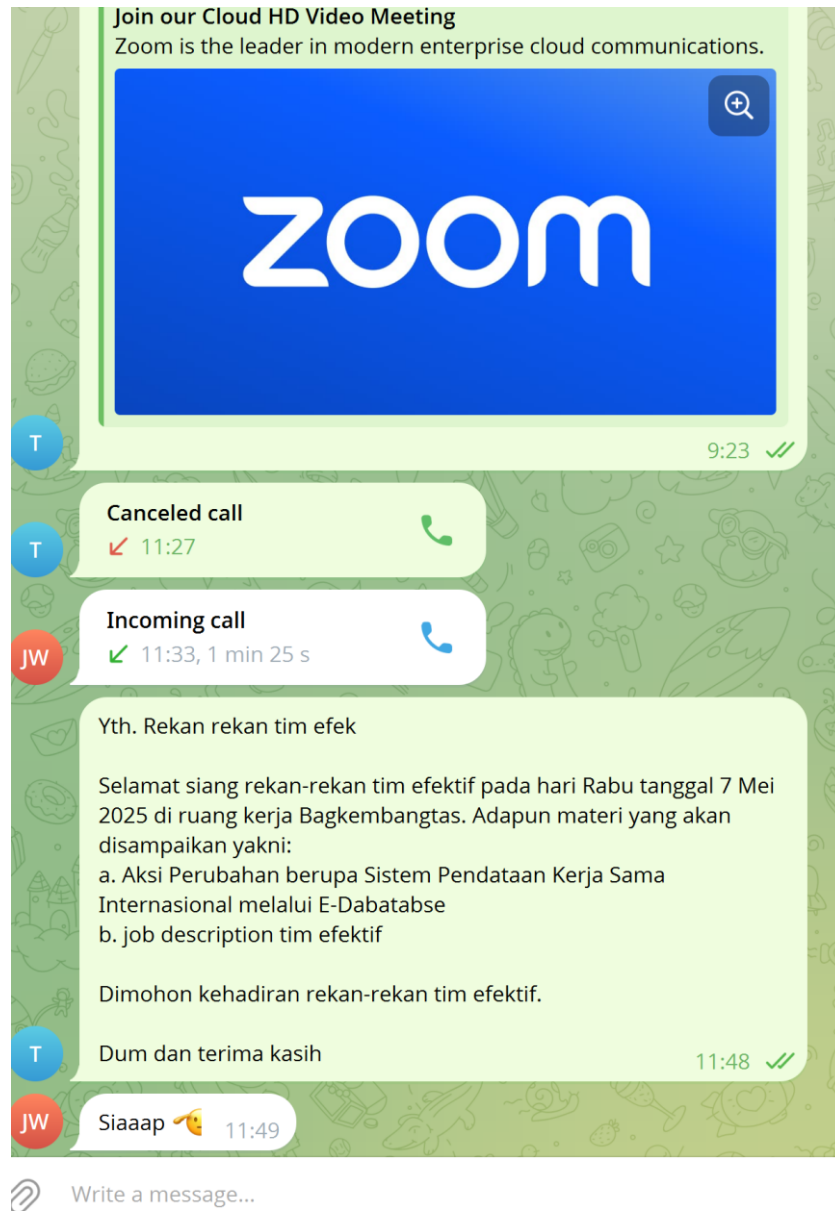 Join our Cloud HD Video Meeting
Zoom is the leader in modern enterprise cloud communications.
zoom
T
9:23
Canceled call
11:27
T
Incoming call
11:33, 1 min 25 s
JW
Yth. Rekan rekan tim efek
Selamat siang rekan-rekan tim efektif pada hari Rabu tanggal 7 Mei
2025 di ruang kerja Bagkembangtas. Adapun materi yang akan
disampaikan yakni:
a. Aksi Perubahan berupa Sistem Pendataan Kerja Sama
Internasional melalui E-Dabatabse
b. job description tim efektif
Dimohon kehadiran rekan-rekan tim efektif.
Dum dan terima kasih
T
11:48
JW
Siaaap 🫡 11:49
Write a message...